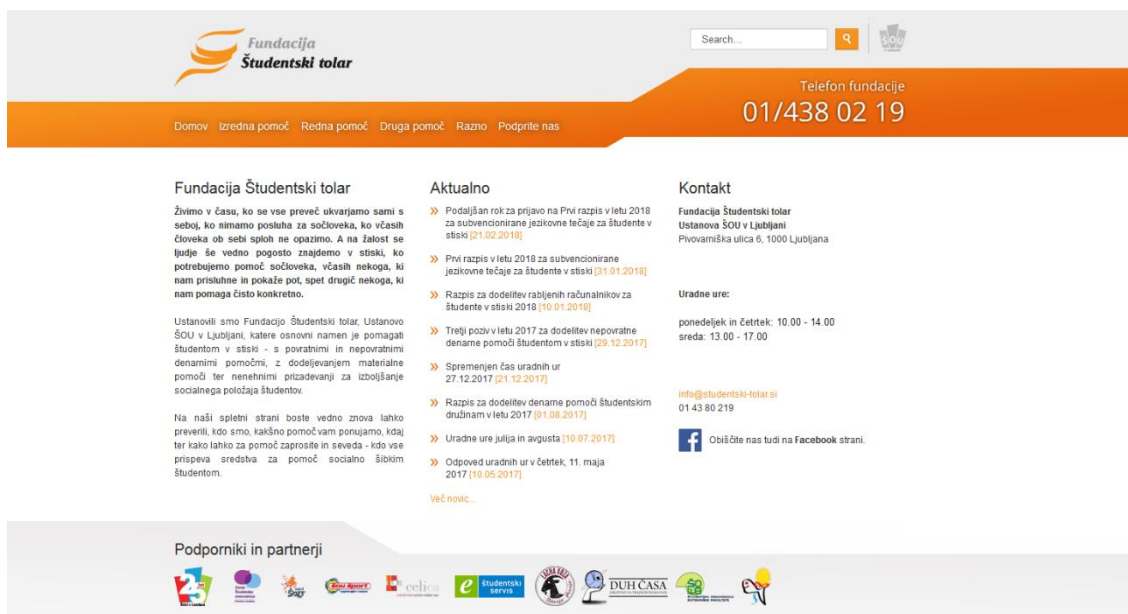 Fundacija
Študentski tolar
Search...
ŠOU
Telefon fundacije
01/438 02 19
Domov Izredna pomoč Redna pomoč Druga pomoč Razno Podprite nas
Fundacija Študentski tolar
Živimo v času, ko se vse preveč ukvarjamo sami s
seboj, ko nimamo posluha za sočloveka, ko včasih
človeka ob sebi sploh ne opazimo. A na žalost se
ljudje še vedno pogosto znajdemo v stiski, ko
potrebujemo pomoč sočloveka, včasih nekoga, ki
nam prisluhne in pokaže pot, spet drugič nekoga, ki
nam pomaga čisto konkretno.
Ustanovili smo Fundacijo Študentski tolar, Ustanovo
ŠOU v Ljubljani, katere osnovni namen je pomagati
študentom v stiski - s povratnimi in nepovratnimi
denarnimi pomočmi, z dodeljevanjem materialne
pomoči ter nenehnimi prizadevanji za izboljšanje
socialnega položaja študentov.
Na naši spletni strani boste vedno znova lahko
preverili, kdo smo, kakšno pomoč vam ponujamo, kdaj
ter kako lahko za pomoč zaprosite in seveda - kdo vse
prispeva sredstva za pomoč socialno šibkim
študentom.
Aktualno
Podaljšan rok za prijavo na Prvi razpis v letu 2018
za subvencionirane jezikovne tečaje za študente v
stiski [21.02.2018]
Prvi razpis v letu 2018 za subvencionirane
jezikovne tečaje za študente v stiski [31.01.2018]
Razpis za dodelitev rabljenih računalnikov za
študente v stiski 2018 [10.01.2018]
Tretji poziv v letu 2017 za dodelitev nepovratne
denarne pomoči študentom v stiski [29.12.2017]
Spremenjen čas uradnih ur
27.12.2017 [21.12.2017]
Razpis za dodelitev denarne pomoči študentskim
družinam v letu 2017 [01.08.2017]
Uradne ure julija in avgusta [10.07.2017]
Odpoved uradnih ur v četrtek, 11. maja
2017 [10.05.2017]
Več novic...
Kontakt
Fundacija Študentski tolar
Ustanova ŠOU v Ljubljani
Pivovarniška ulica 6, 1000 Ljubljana
Uradne ure:
ponedeljek in četrtek: 10.00 - 14.00
sreda: 13.00 - 17.00
info@studentski-tolar.si
01 43 80 219
Obiščite nas tudi na Facebook strani.
Podporniki in partnerji
25
celica
e študentski
servis
DUH ČASA